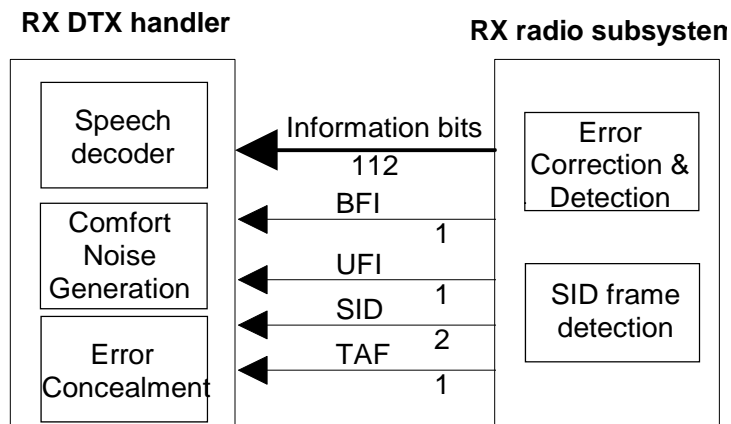 RX DTX handler
RX radio subsystem
Speech
decoder
Comfort
Noise
Generation
Error
Concealment
Information bits
112
BFI
1
UFI
1
SID
2
TAF
1
Error
Correction &
Detection
SID frame
detection